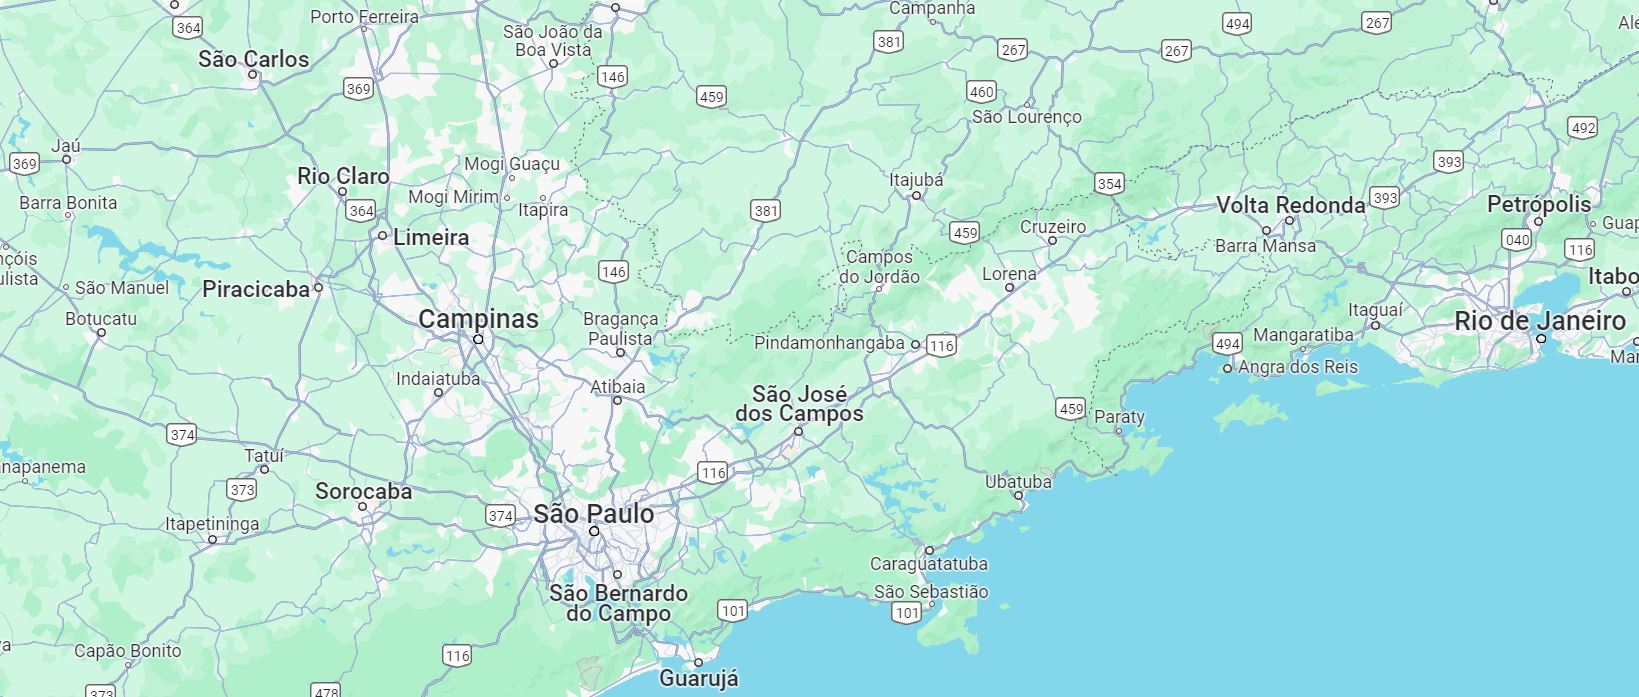 Campanha
Porto Ferreira
364
São João da
Boa Vista
381
267
494
267
267
São Carlos
369
146
459
460
São Lourenço
492
Jaú
369
Mogi Guaçu
393
Rio Claro
Mogi Mirim
Itapira
Itajubá
354
Barra Bonita
364
381
Volta Redonda
393
Petrópolis
Limeira
459
Cruzeiro
Barra Mansa
040
116
146
Campos
do Jordão
Lorena
São Manuel
Piracicaba
Botucatu
Campinas
Bragança
Paulista
Itaguaí
Rio de Janeiro
Pindamonhangaba
116
494
Mangaratiba
Angra dos Reis
Indaiatuba
Atibaia
São José
dos Campos
459
Paraty
374
Tatuí
116
373
Sorocaba
Ubatuba
Itapetininga
374
São Paulo
Caraguatatuba
São Bernardo
do Campo
101
São Sebastião
101
Capão Bonito
116
Guarujá
373
478